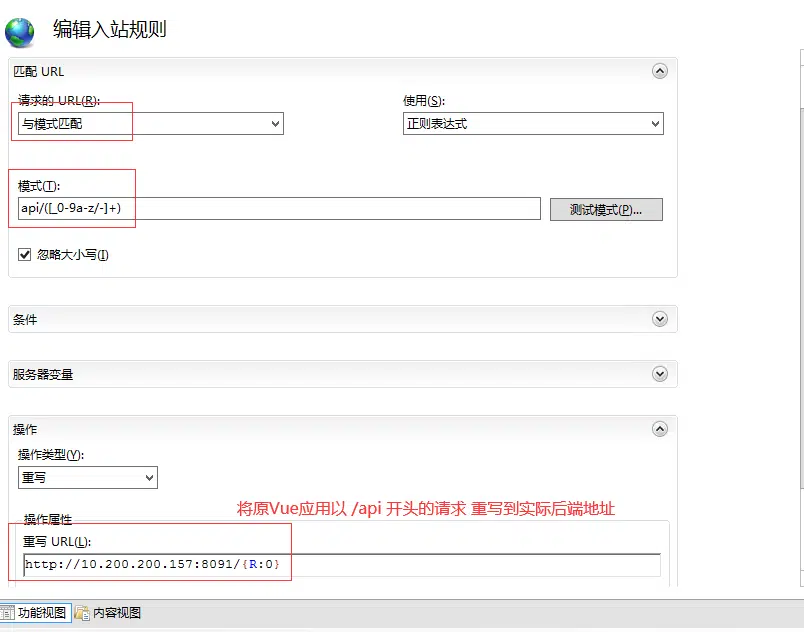 编辑入站规则
匹配 URL
请求的 URL(R):
使用(S):
与模式匹配
正则表达式
模式(T):
api/([_0-9a-z/-]+)
测试模式(P)...
忽略大小写(I)
条件
服务器变量
操作
操作类型(Y):
重写
将原Vue应用以 /api 开头的请求 重写到实际后端地址
操作属性
重写 URL(L):
http://10.200.200.157:8091/{R:0}
功能视图
内容视图